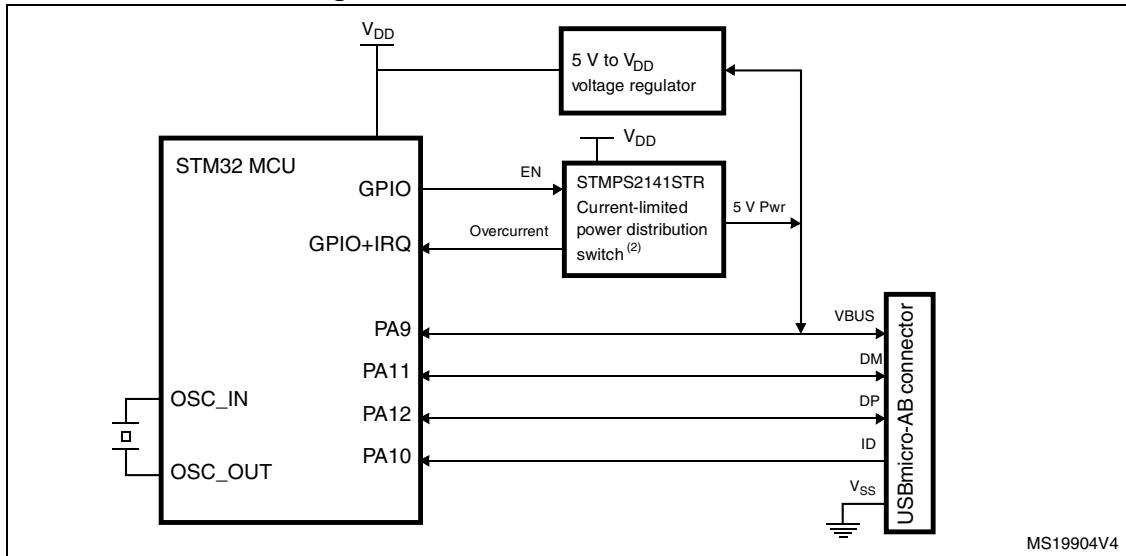 VDD
5 V to VDD
voltage regulator
VDD
STM32 MCU
GPIO
EN
STMPS2141STR
Current-limited
power distribution
switch (2)
5 V Pwr
GPIO+IRQ
Overcurrent
PA9
VBUS
PA11
DM
PA12
DP
PA10
ID
VSS
OSC_IN
OSC_OUT
USBmicro-AB connector
MS19904V4